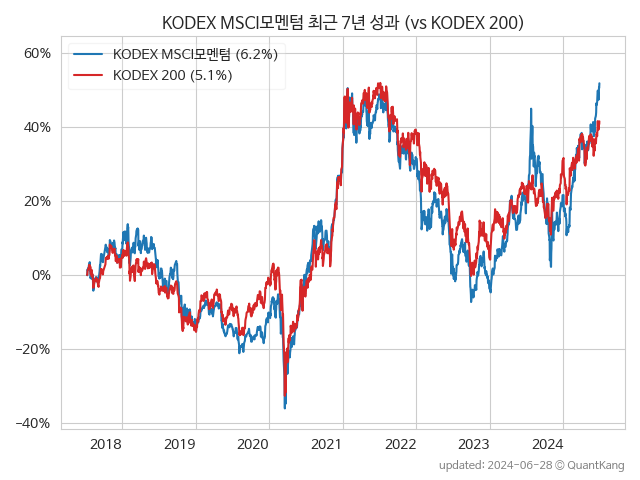 KODEX MSCI모멘텀 최근 7년 성과 (vs KODEX 200)
KODEX MSCI모멘텀 (6.2%)
KODEX 200 (5.1%)
60%
40%
20%
0%
−20%
−40%
2018 2019 2020 2021 2022 2023 2024
updated: 2024-06-28 © QuantKang